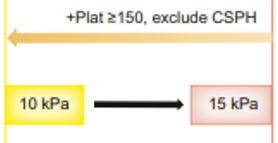 +Plat ≥150, exclude CSPH
10 kPa
15 kPa